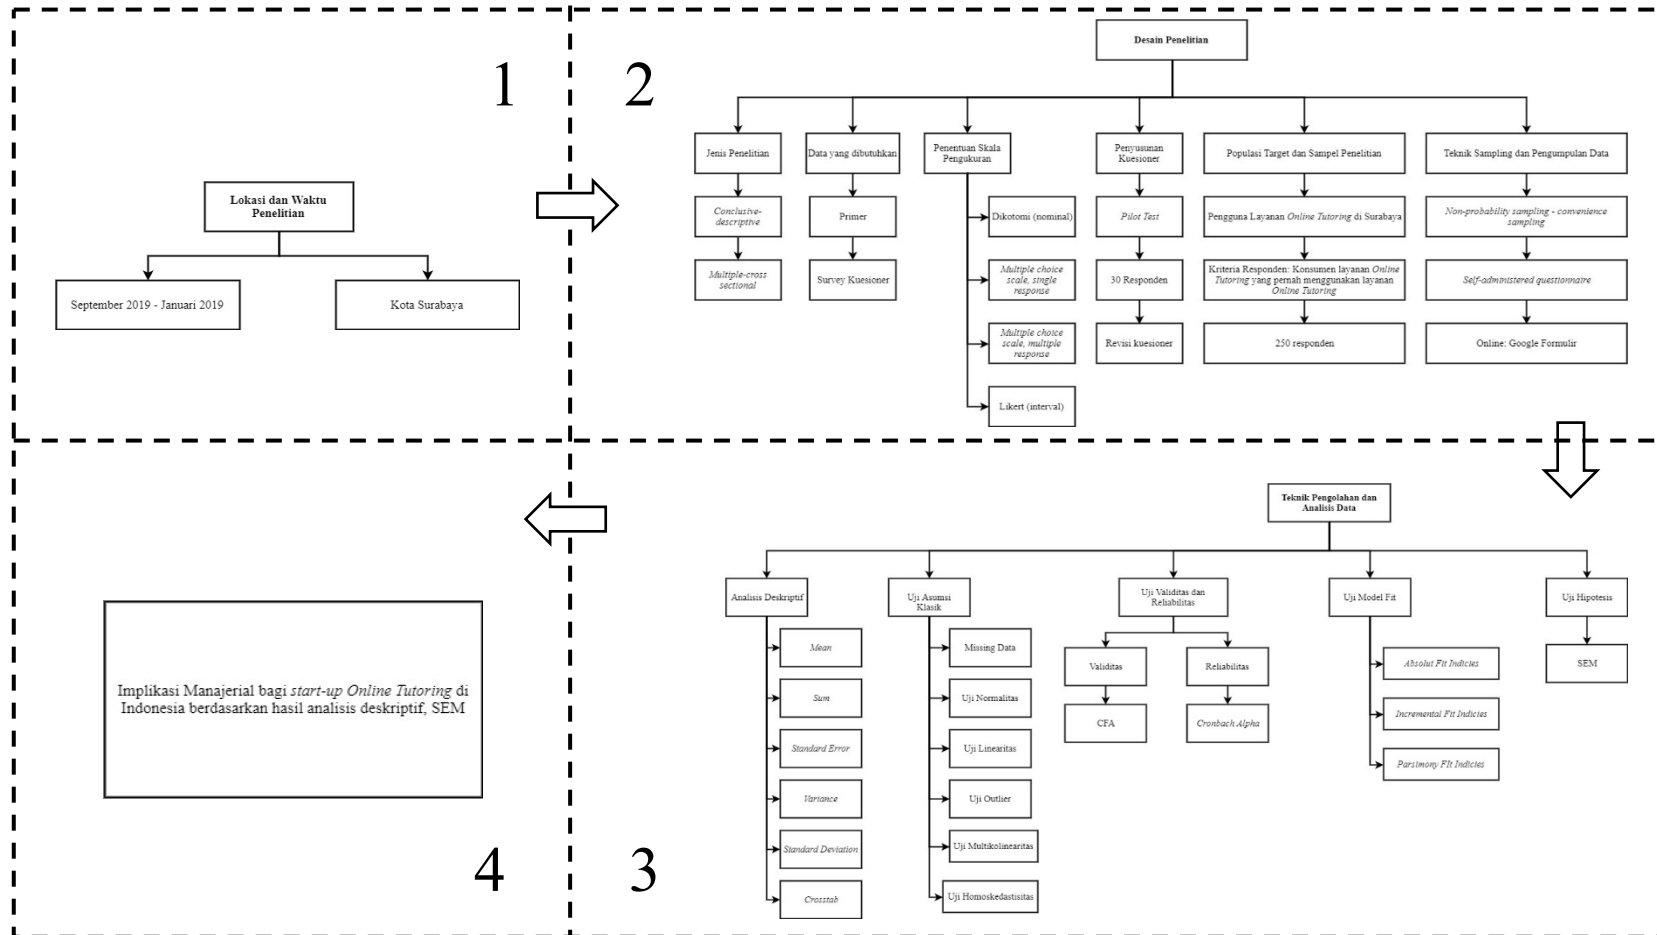 1
Lokasi dan Waktu
Penelitian
September 2019 - Januari 2019
Kota Surabaya
2
Desain Penelitian
Jenis Penelitian
Conclusive-
descriptive
Multiple-cross
sectional
Data yang dibutuhkan
Primer
Survey Kuesioner
Penentuan Skala
Pengukuran
Dikotomi (nominal)
Multiple choice
scale, single
response
Multiple choice
scale, multiple
response
Likert (interval)
Penyusunan
Kuesioner
Pilot Test
30 Responden
Revisi kuesioner
Populasi Target dan Sampel Penelitian
Pengguna Layanan Online Tutoring di Surabaya
Kriteria Responden: Konsumen layanan Online
Tutoring yang pernah menggunakan layanan
Online Tutoring
250 responden
Teknik Sampling dan Pengumpulan Data
Non-probability sampling - convenience
sampling
Self-administered questionnaire
Online: Google Formulir
3
Teknik Pengolahan dan
Analisis Data
Analisis Deskriptif
Mean
Sum
Standard Error
Variance
Standard Deviation
Crosstab
Uji Asumsi
Klasik
Missing Data
Uji Normalitas
Uji Linearitas
Uji Outlier
Uji Multikolinearitas
Uji Homoskedastisitas
Uji Validitas dan
Reliabilitas
Validitas
CFA
Reliabilitas
Cronbach Alpha
Uji Model Fit
Absolut Fit Indicies
Incremental Fit Indicies
Parsimony FIt Indicies
Uji Hipotesis
SEM
4
Implikasi Manajerial bagi start-up Online Tutoring di
Indonesia berdasarkan hasil analisis deskriptif, SEM